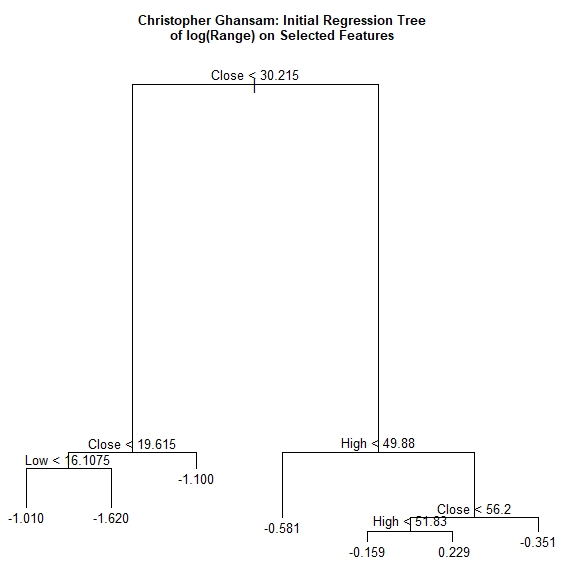 Christopher Ghansam: Initial Regression Tree
of log(Range) on Selected Features
Close < 30.215
Close < 19.615
High < 49.88
Low < 16.1075
-1.100
Close < 56.2
-1.010
-1.620
-0.581
High < 51.83
-0.351
-0.159
0.229